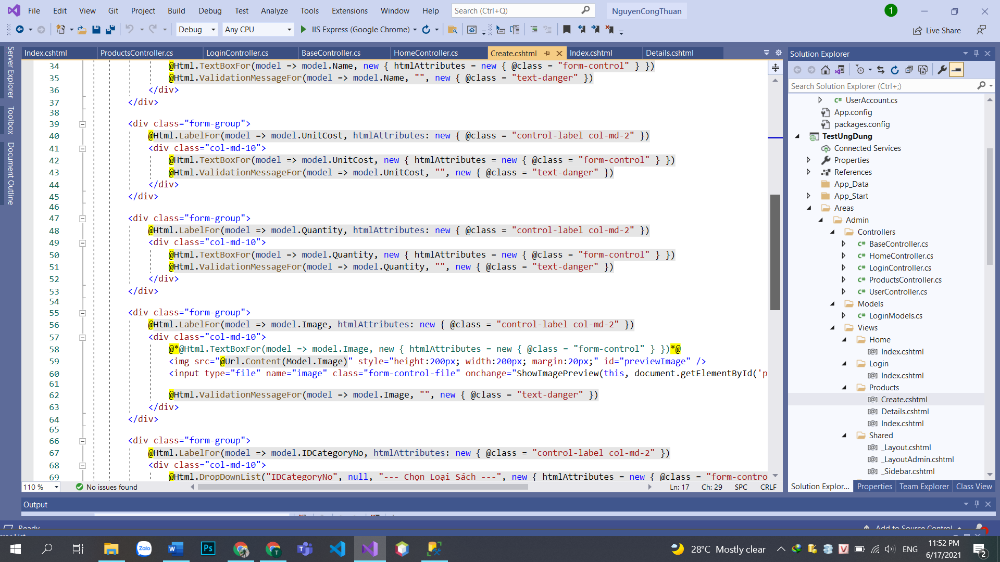 File Edit View Git Project Build Debug Test Analyze Tools Extensions Window Help Search (Ctrl+Q) NguyenCongThuan 1
Debug Any CPU IIS Express (Google Chrome) Live Share
Server Explorer
Toolbox
Document Outline
Index.cshtml ProductsController.cs LoginController.cs BaseController.cs HomeController.cs Create.cshtml Index.cshtml Details.cshtml
34 @Html.TextBoxFor(model => model.Name, new { htmlAttributes = new { @class = "form-control" } })
35 @Html.ValidationMessageFor(model => model.Name, "", new { @class = "text-danger" })
36 </div>
37 </div>
38
39 <div class="form-group">
40 @Html.LabelFor(model => model.UnitCost, htmlAttributes: new { @class = "control-label col-md-2" })
41 <div class="col-md-10">
42 @Html.TextBoxFor(model => model.UnitCost, new { htmlAttributes = new { @class = "form-control" } })
43 @Html.ValidationMessageFor(model => model.UnitCost, "", new { @class = "text-danger" })
44 </div>
45 </div>
46
47 <div class="form-group">
48 @Html.LabelFor(model => model.Quantity, htmlAttributes: new { @class = "control-label col-md-2" })
49 <div class="col-md-10">
50 @Html.TextBoxFor(model => model.Quantity, new { htmlAttributes = new { @class = "form-control" } })
51 @Html.ValidationMessageFor(model => model.Quantity, "", new { @class = "text-danger" })
52 </div>
53 </div>
54
55 <div class="form-group">
56 @Html.LabelFor(model => model.Image, htmlAttributes: new { @class = "control-label col-md-2" })
57 <div class="col-md-10">
58 @*@Html.TextBoxFor(model => model.Image, new { htmlAttributes = new { @class = "form-control" } })*@
59 <img src="@Url.Content(Model.Image)" style="height:200px; width:200px; margin:20px;" id="previewImage" />
60 <input type="file" name="image" class="form-control-file" onchange="ShowImagePreview(this, document.getElementById('p
61
62 @Html.ValidationMessageFor(model => model.Image, "", new { @class = "text-danger" })
63 </div>
64 </div>
65
66 <div class="form-group">
67 @Html.LabelFor(model => model.IDCategoryNo, htmlAttributes: new { @class = "control-label col-md-2" })
68 <div class="col-md-10">
69 @Html.DropDownList("IDCategoryNo", null, "--- Chọn Loại Sách ---", new { htmlAttributes = new { @class = "form-contro
110 % No issues found Ln: 17 Ch: 29 SPC CRLF
Solution Explorer
Search Solution Explorer (Ctrl+;)
C# UserAccount.cs
App.config
packages.config
TestUngDung
Connected Services
Properties
References
App_Data
App_Start
Areas
Admin
Controllers
C# BaseController.cs
C# HomeController.cs
C# LoginController.cs
C# ProductsController.cs
C# UserController.cs
Models
C# LoginModels.cs
Views
Home
[@] Index.cshtml
Login
[@] Index.cshtml
Products
[@] Create.cshtml
[@] Details.cshtml
[@] Index.cshtml
Shared
[@] _Layout.cshtml
[@] _LayoutAdmin.cshtml
[@] _Sidebar.cshtml
Solution Explor... Properties Team Explorer Class View
Output
Ready Add to Source Control
Zalo Ps T 28°C Mostly clear V ENG 11:52 PM
6/17/2021 2